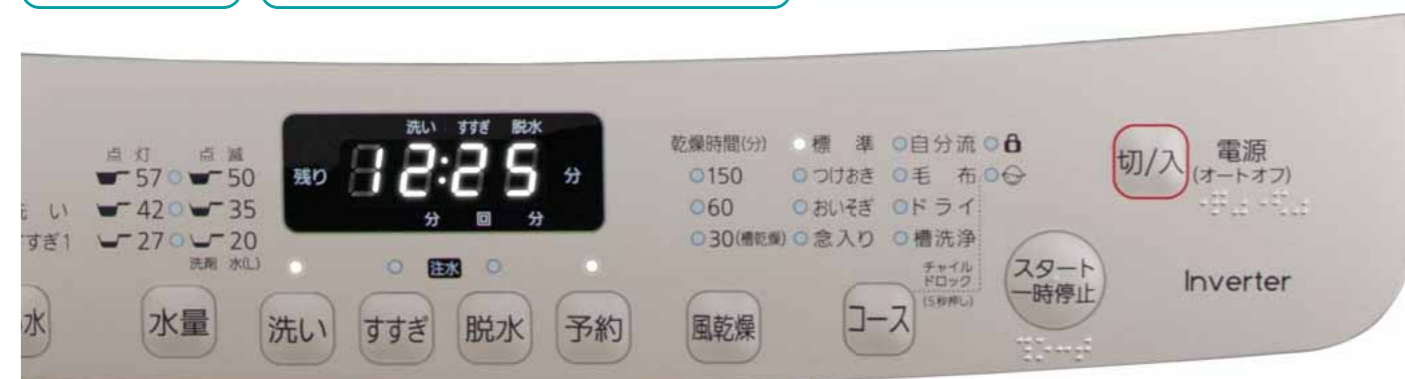 洗い すすぎ 脱水
残り 12:25 分
分 回 分
点灯 点滅
57 50
い 42 35
すすぎ1 27 20
洗剤 水(L)
注水
乾燥時間(分)
150
60
30(槽乾燥)
標準
つけおき
おいそぎ
念入り
自分流
毛布
ドライ
槽洗浄
チャイル
ドロック
(5秒押し)
切/入 電源
(オートオフ)
スタート
一時停止
Inverter
水 水量 洗い すすぎ 脱水 予約 風乾燥 コース